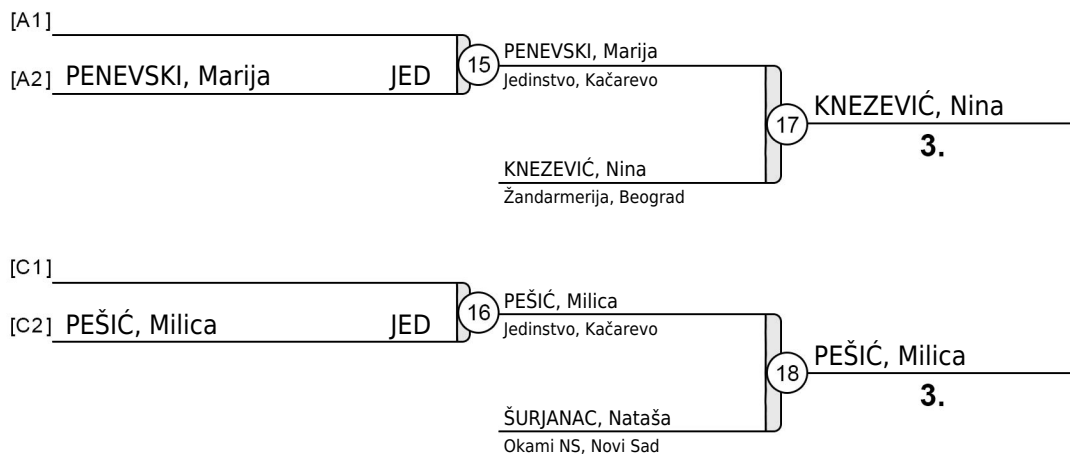 [A1]
[A2] PENEVSKI, Marija JED
15
PENEVSKI, Marija
Jedinstvo, Kačarevo
17
KNEZEVIĆ, Nina
3.
KNEZEVIĆ, Nina
Žandarmerija, Beograd
[C1]
[C2] PEŠIĆ, Milica JED
16
PEŠIĆ, Milica
Jedinstvo, Kačarevo
18
PEŠIĆ, Milica
3.
ŠURJANAC, Nataša
Okami NS, Novi Sad